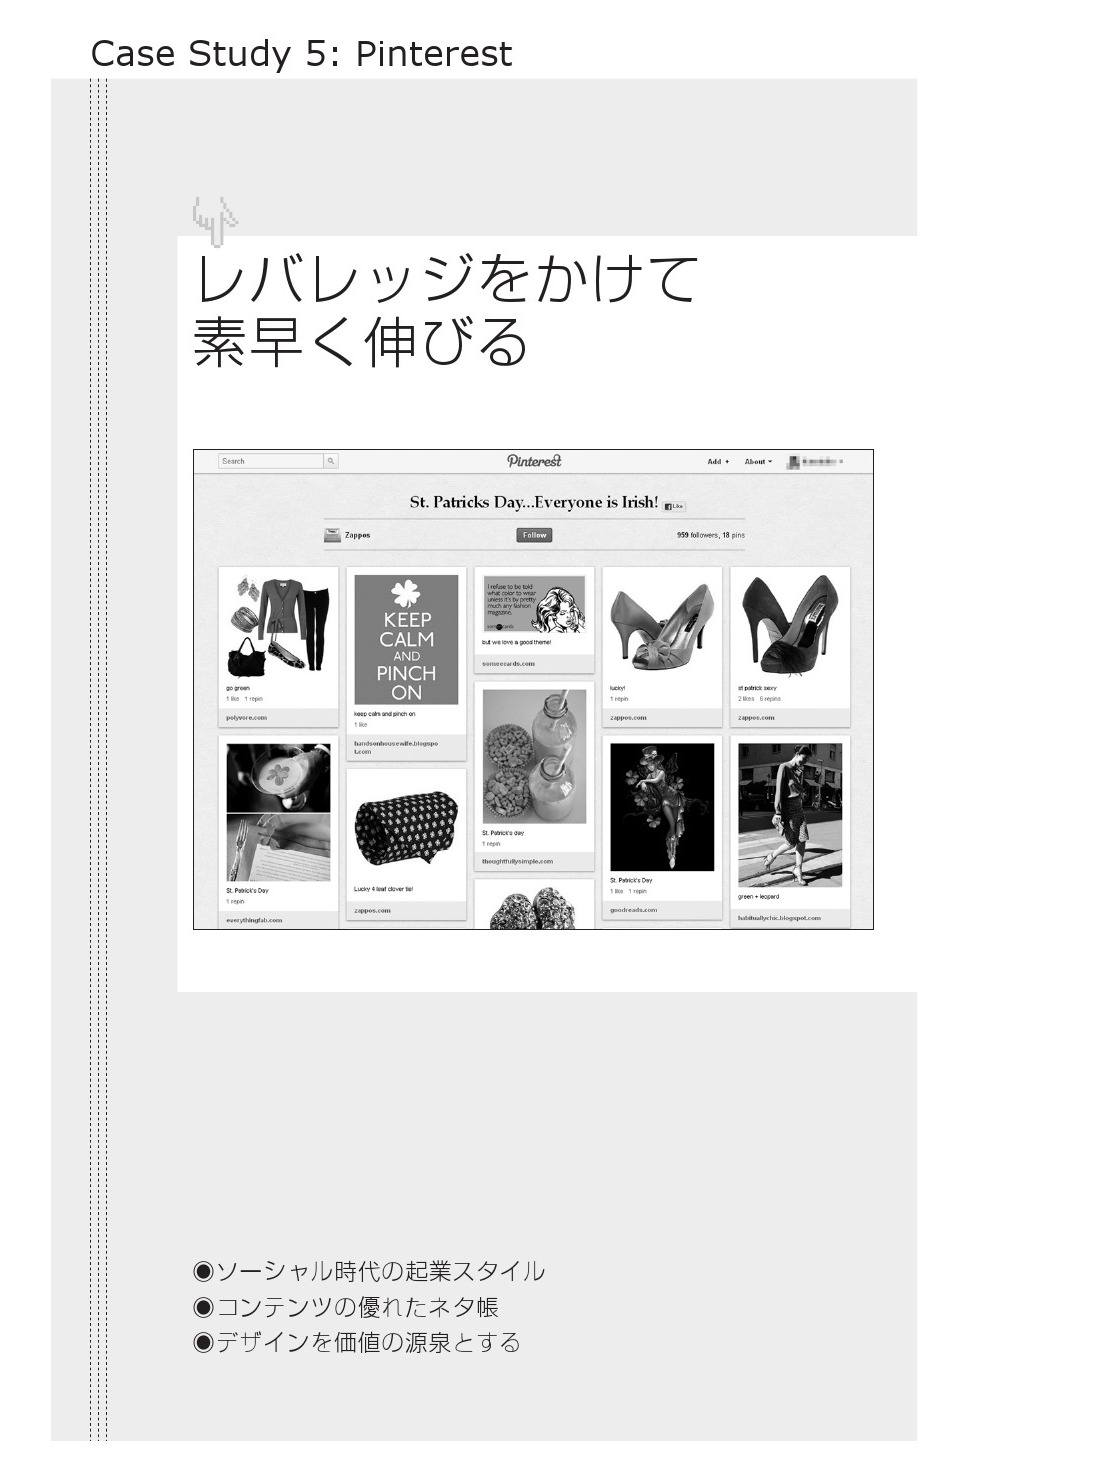 Case Study 5: Pinterest
レバレッジをかけて
素早く伸びる
Search
Pinterest
Add +
About
St. Patricks Day...Everyone is Irish!
Like
Zappos
Follow
959 followers, 18 pins
go green
1 like 1 repin
polyvore.com
KEEP
CALM
AND
PINCH
ON
keep calm and pinch on
1 like
handsonhousewife.blogspo
t.com
I refuse to be told
what color to wear
unless it's by pretty
much any fashion
magazine.
but we love a good theme!
someecards.com
lucky!
1 repin
zappos.com
st patrick sexy
2 likes 6 repins
zappos.com
St. Patrick's Day
1 repin
everythingfab.com
Lucky 4 leaf clover tie!
zappos.com
St. Patrick's day
1 repin
thoughtfullysimple.com
St. Patrick's Day
1 like 1 repin
goodreads.com
green + leopard
habituallychic.blogspot.com
◉ソーシャル時代の起業スタイル
◉コンテンツの優れたネタ帳
◉デザインを価値の源泉とする